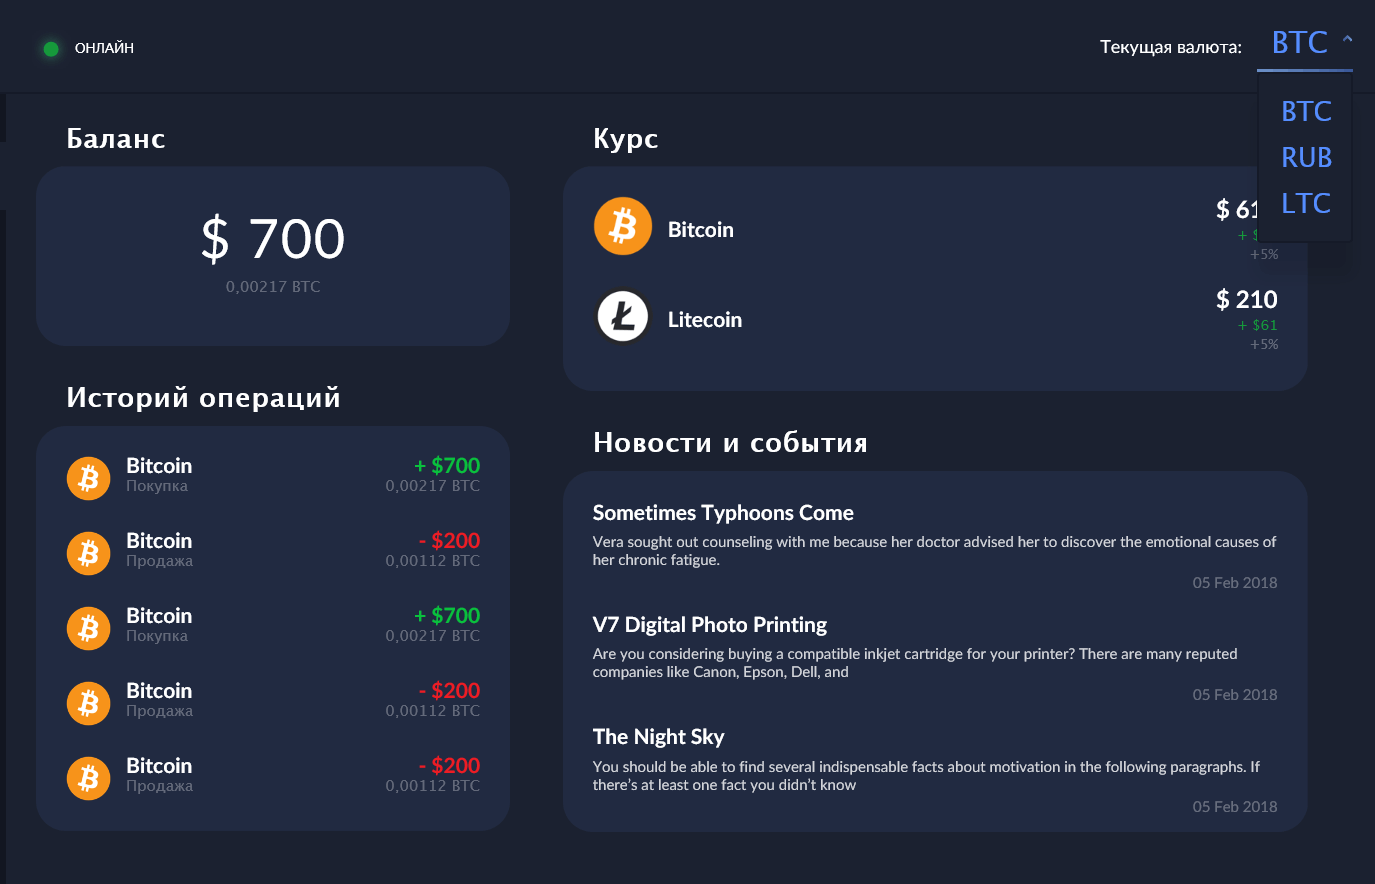 ОНЛАЙН
Текущая валюта:
BTC
BTC
RUB
LTC
Баланс
$ 700
0,00217 BTC
Историй операций
Bitcoin
+ $700
Покупка
0,00217 BTC
Bitcoin
- $200
Продажа
0,00112 BTC
Bitcoin
+ $700
Покупка
0,00217 BTC
Bitcoin
- $200
Продажа
0,00112 BTC
Bitcoin
- $200
Продажа
0,00112 BTC
Курс
Bitcoin
+5%
Litecoin
$ 210
+ $61
+5%
Новости и события
Sometimes Typhoons Come
Vera sought out counseling with me because her doctor advised her to discover the emotional causes of
her chronic fatigue.
05 Feb 2018
V7 Digital Photo Printing
Are you considering buying a compatible inkjet cartridge for your printer? There are many reputed
companies like Canon, Epson, Dell, and
05 Feb 2018
The Night Sky
You should be able to find several indispensable facts about motivation in the following paragraphs. If
there’s at least one fact you didn’t know
05 Feb 2018